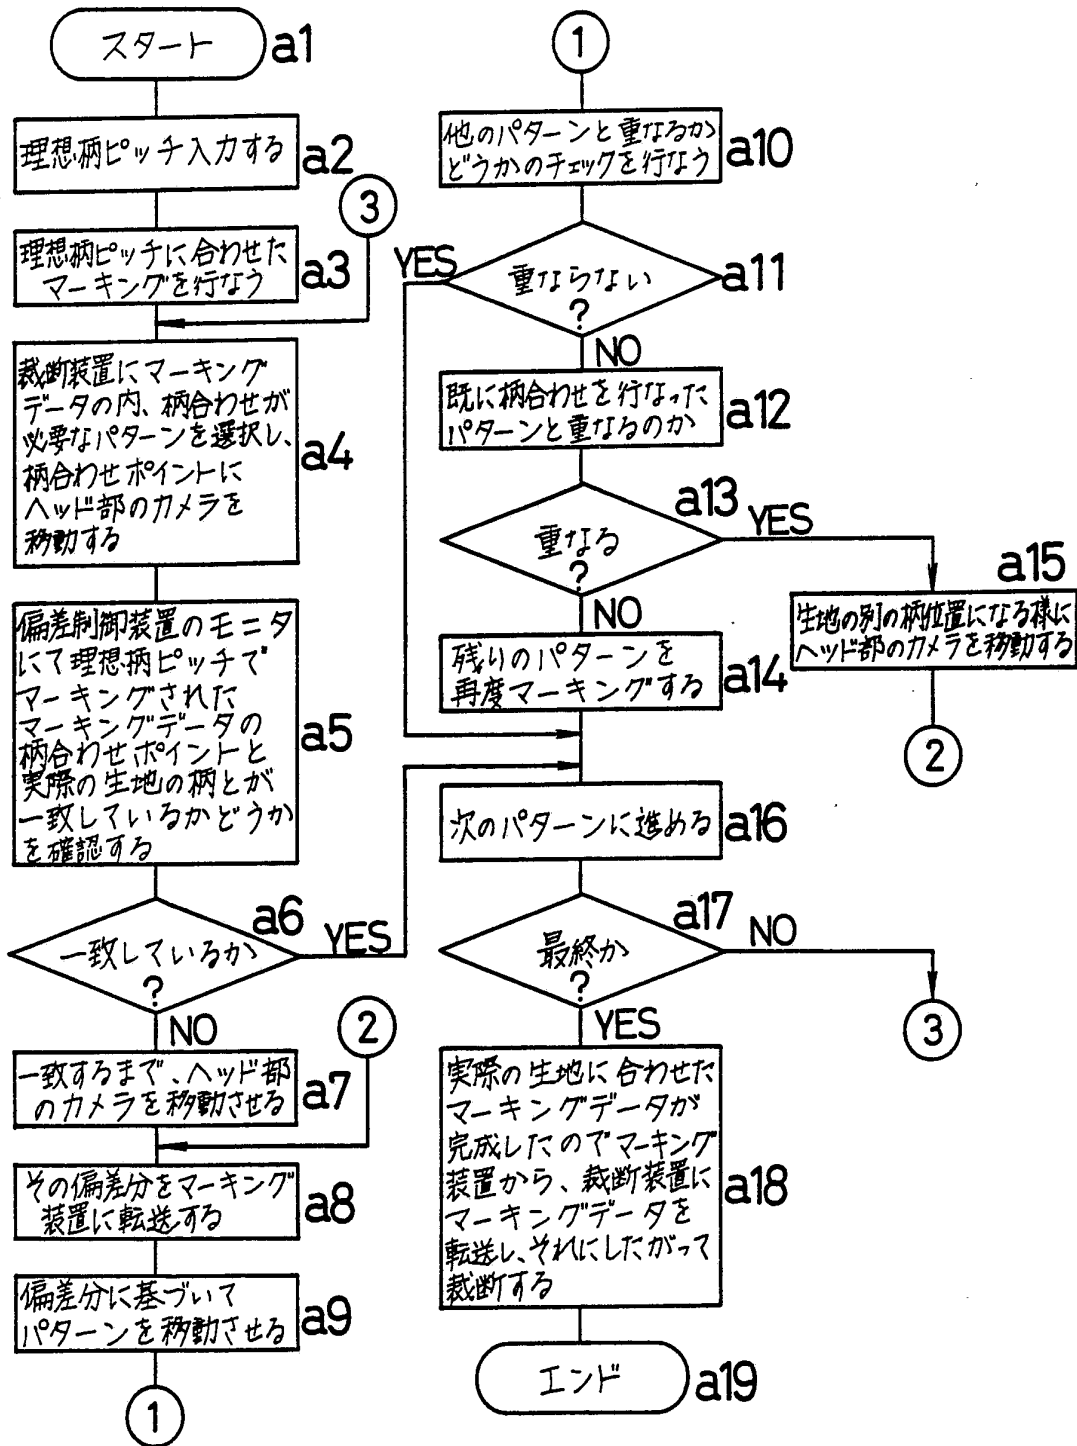 スタート
a1
理想柄ピッチ入力する
a2
3
理想柄ピッチに合わせた
マーキングを行なう
a3
裁断装置にマーキング
データの内、柄合わせが
必要なパターンを選択し、
柄合わせポイントに
ヘッド部のカメラを
移動する
a4
偏差制御装置のモニタ
にて理想柄ピッチで
マーキングされた
マーキングデータの
柄合わせポイントと
実際の生地の柄とが
一致しているかどうか
を確認する
a5
一致しているか
?
a6
YES
NO
2
一致するまで、ヘッド部
のカメラを移動させる
a7
その偏差分をマーキング
装置に転送する
a8
偏差分に基づいて
パターンを移動させる
a9
1
1
他のパターンと重なるか
どうかのチェックを行なう
a10
YES
重ならない
?
a11
NO
既に柄合わせを行なった
パターンと重なるのか
a12
重なる
?
a13
YES
NO
a15
生地の別の柄位置になる様に
ヘッド部のカメラを移動する
2
残りのパターンを
再度マーキングする
a14
次のパターンに進める
a16
最終か
?
a17
NO
3
YES
実際の生地に合わせた
マーキングデータが
完成したのでマーキング
装置から、裁断装置に
マーキングデータを
転送し、それにしたがって
裁断する
a18
エンド
a19